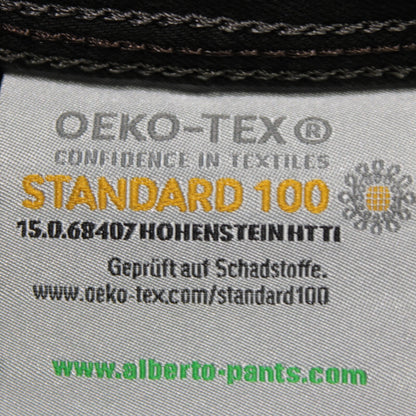 OEKO-TEX®
CONFIDENCE IN TEXTILES
STANDARD 100
15.0.68407 HOHENSTEIN HTTI
Geprüft auf Schadstoffe.
www.oeko-tex.com/standard100
www.alberto-pants.com